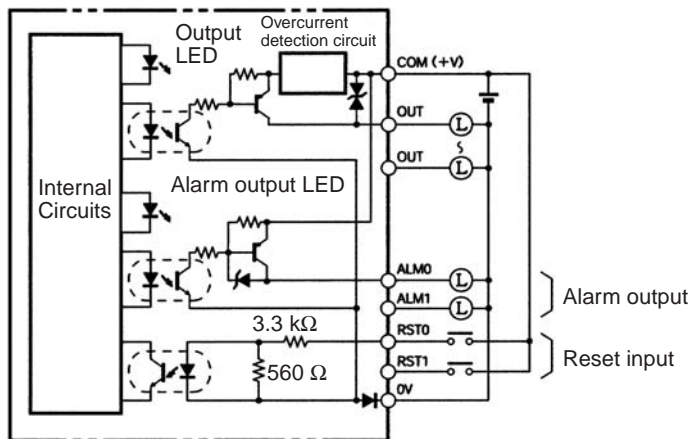 Output
LED
Overcurrent
detection circuit
COM (+V)
OUT
L
OUT
L
Internal
Circuits
Alarm output LED
ALM0
L
ALM1
L
Alarm output
3.3 kΩ
RST0
560 Ω
RST1
Reset input
0V